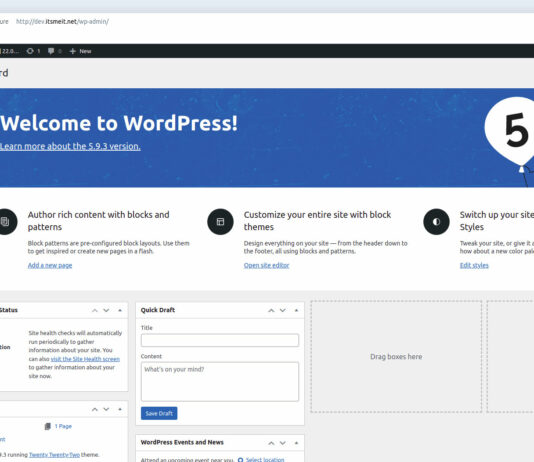 ure http://dev.itsmeit.net/wp-admin/
22.0... 1 0 + New
rd
Welcome to WordPress!
Learn more about the 5.9.3 version.
5
Author rich content with blocks and
patterns
Block patterns are pre-configured block layouts. Use them
to get inspired or create new pages in a flash.
Add a new page
Customize your entire site with block
themes
Design everything on your site — from the header down to
the footer, all using blocks and patterns.
Open site editor
Switch up your site
Styles
Tweak your site, or give it a
how about a new color pale
Edit styles
Status
Site health checks will automatically
run periodically to gather
information about your site. You
can also visit the Site Health screen
to gather information about your
site now.
tion
Quick Draft
Title
Content
What's on your mind?
Save Draft
Drag boxes here
1 Page
nt
9.3 running Twenty Twenty-Two theme.
WordPress Events and News
Attend an upcoming event near you. Select location